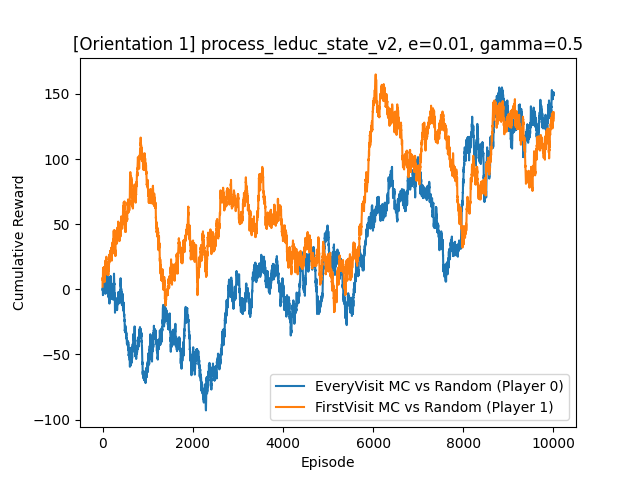 [Orientation 1] process_leduc_state_v2, e=0.01, gamma=0.5
Cumulative Reward
150
100
50
0
−50
−100
EveryVisit MC vs Random (Player 0)
FirstVisit MC vs Random (Player 1)
0
2000
4000
6000
8000
10000
Episode